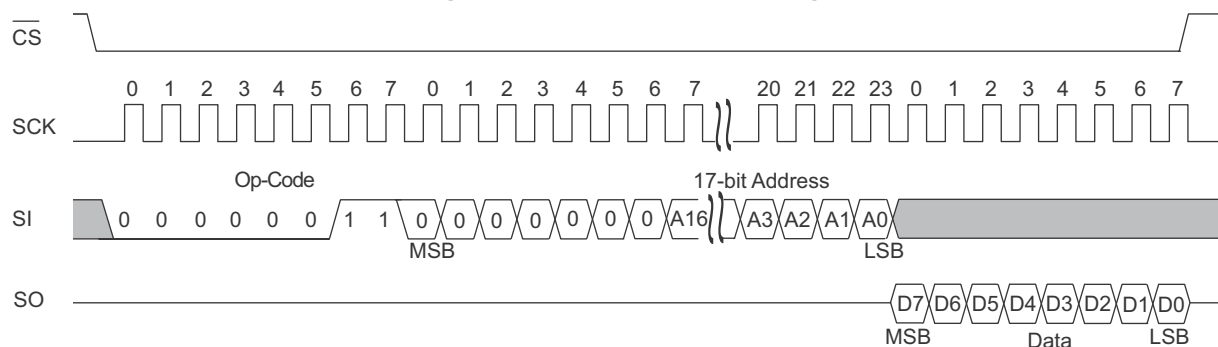 CS
0 1 2 3 4 5 6 7 0 1 2 3 4 5 6 7 20 21 22 23 0 1 2 3 4 5 6 7
SCK
Op-Code 17-bit Address
SI 0 0 0 0 0 0 1 1 0 0 0 0 0 0 0 A16 A3 A2 A1 A0
MSB LSB
SO D7 D6 D5 D4 D3 D2 D1 D0
MSB Data LSB